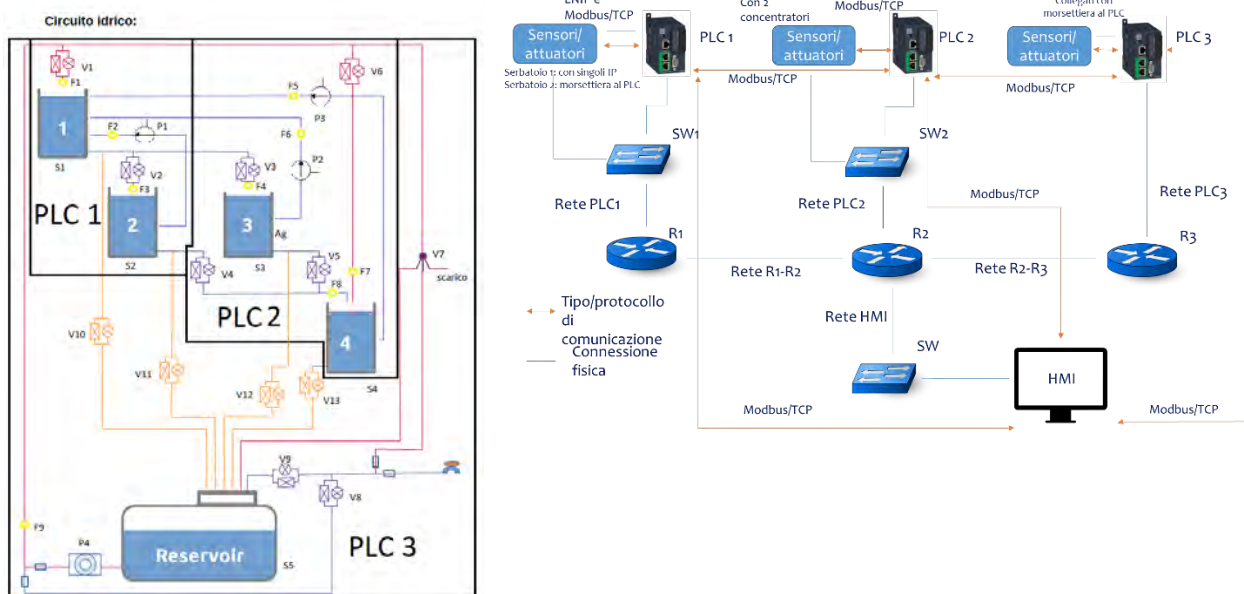 Circuito idrico:
V1
F1
V6
F5
P3
1
F2
P1
F6
S1
P2
V2
V3
F3
F4
PLC 1
2
3
Ag
S2
S3
V4
V5
F7
V7
scarico
F8
PLC 2
4
S4
V10
V11
V12
V13
V9
V8
F9
P4
Reservoir
S5
PLC 3
Modbus/TCP
Sensori/
attuatori
PLC 1
Serbatoio 1: con singoli IP
Serbatoio 2: morsettiera al PLC
Con 2
concentratori
Modbus/TCP
Sensori/
attuatori
PLC 2
Modbus/TCP
Collegati con
morsettiera al PLC
Sensori/
attuatori
PLC 3
Modbus/TCP
SW1
SW2
Rete PLC1
Rete PLC2
Modbus/TCP
Rete PLC3
R1
R2
R3
Rete R1-R2
Rete R2-R3
Tipo/protocollo
di
comunicazione
Connessione
fisica
Rete HMI
SW
HMI
Modbus/TCP
Modbus/TCP